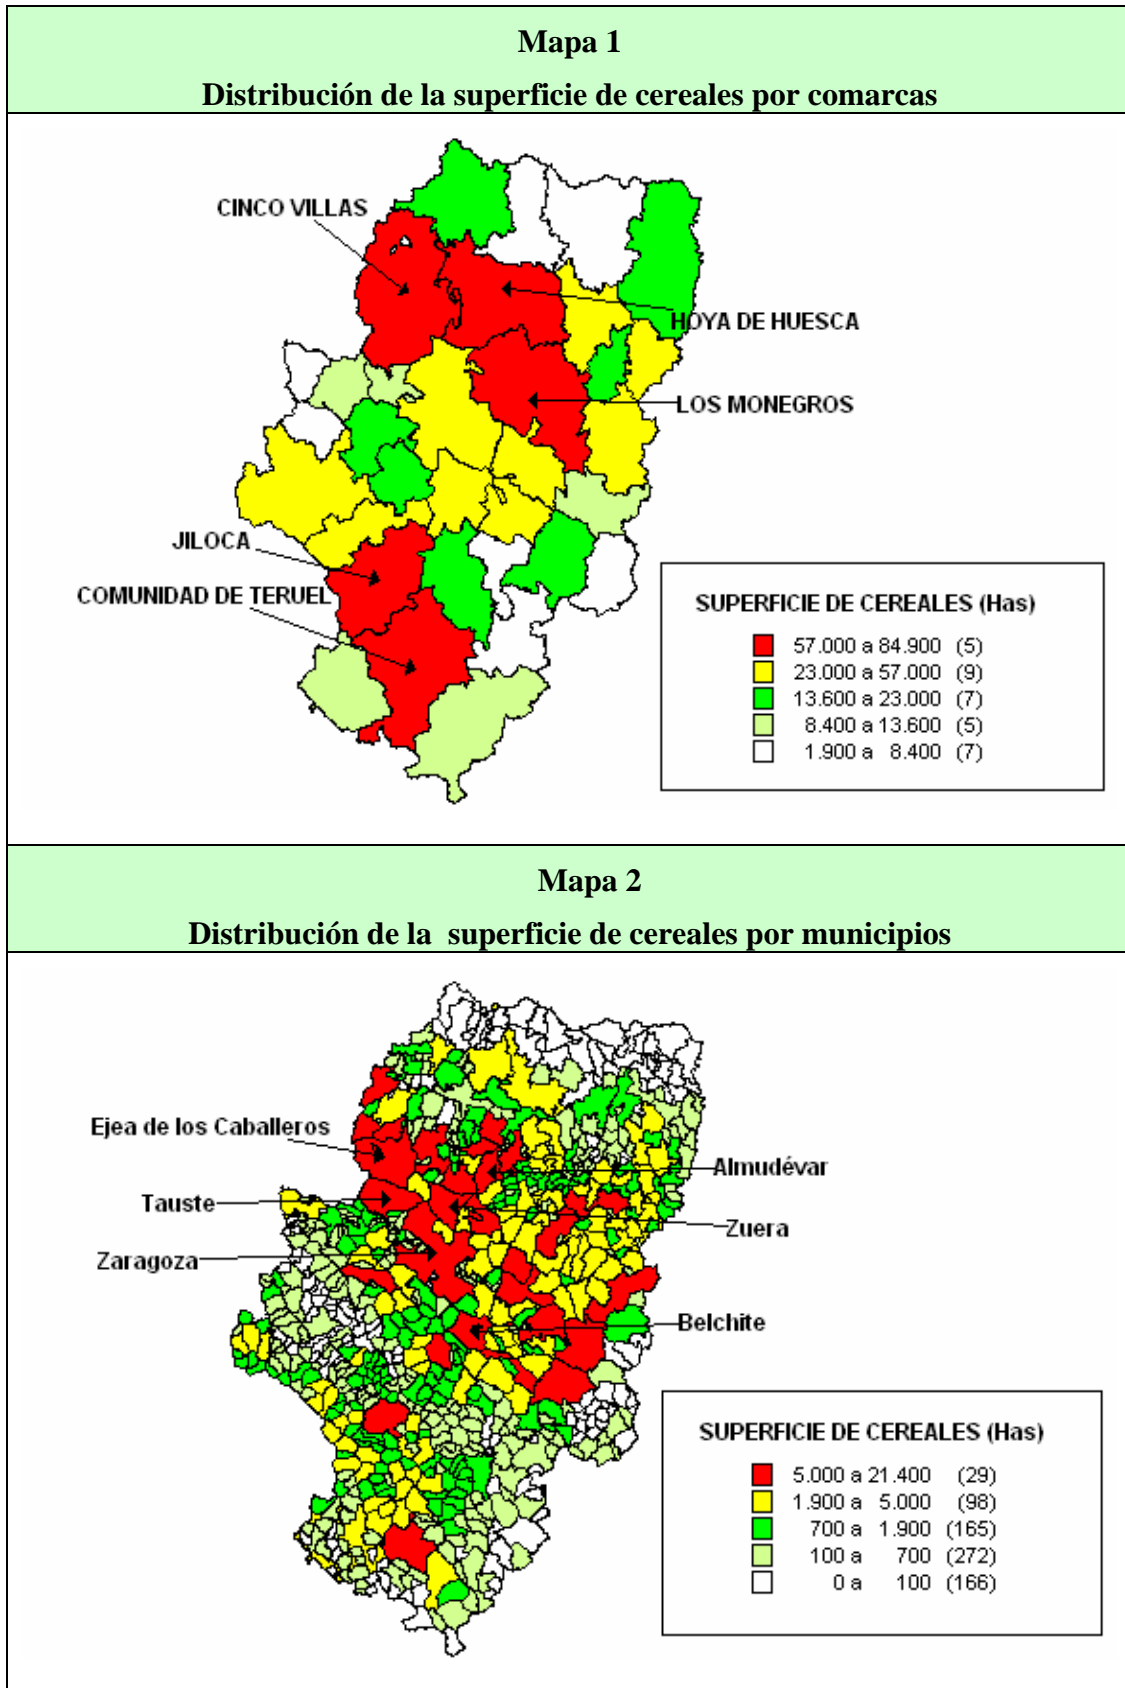 Mapa 1
Distribución de la superficie de cereales por comarcas
CINCO VILLAS
HOYA DE HUESCA
LOS MONEGROS
JILOCA
COMUNIDAD DE TERUEL
SUPERFICIE DE CEREALES (Has)
57.000 a 84.900 (5)
23.000 a 57.000 (9)
13.600 a 23.000 (7)
8.400 a 13.600 (5)
1.900 a 8.400 (7)
Mapa 2
Distribución de la superficie de cereales por municipios
Ejea de los Caballeros
Almudévar
Tauste
Zuera
Zaragoza
Belchite
SUPERFICIE DE CEREALES (Has)
5.000 a 21.400 (29)
1.900 a 5.000 (98)
700 a 1.900 (165)
100 a 700 (272)
0 a 100 (166)